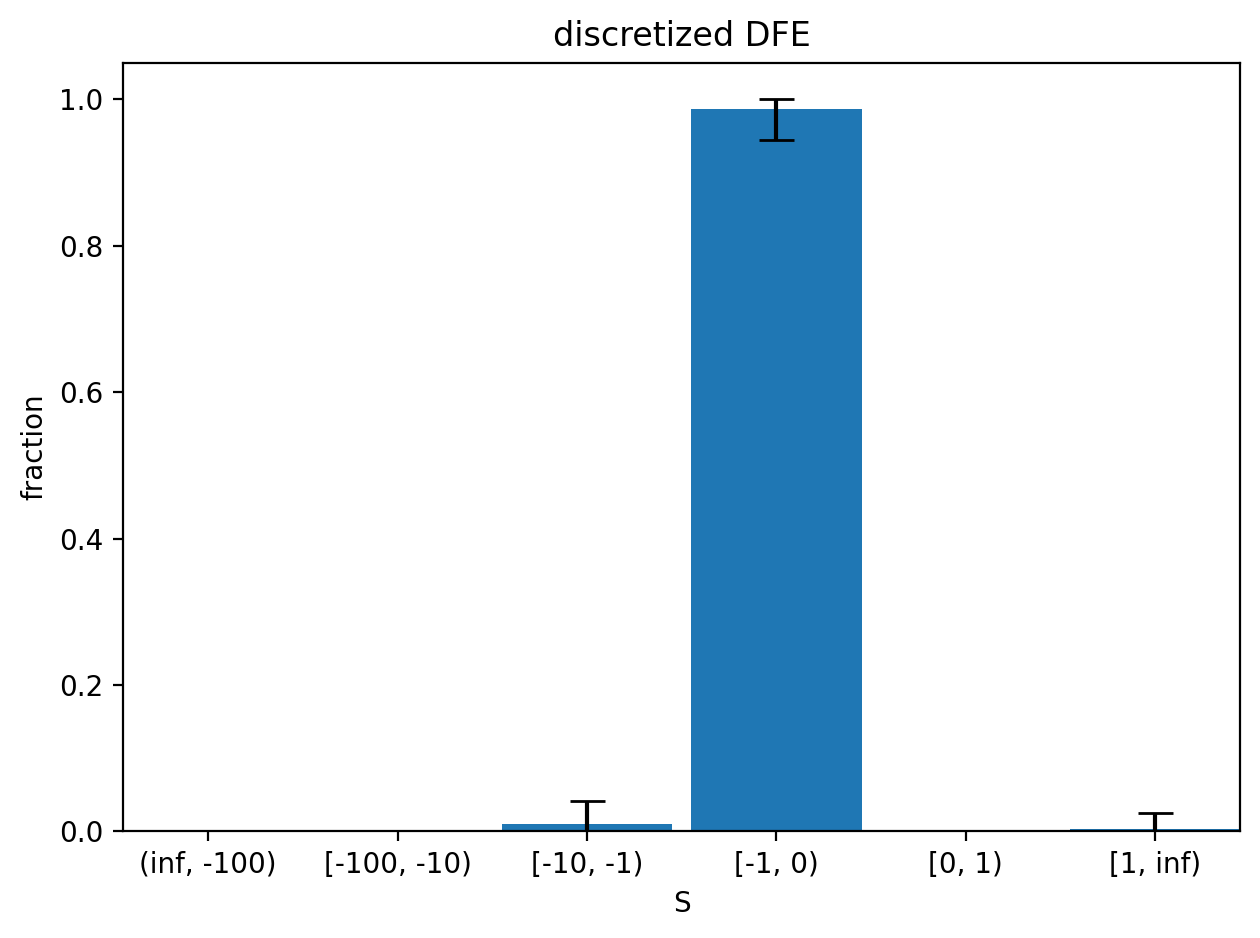 discretized DFE
1.0
0.8
0.6
0.4
0.2
0.0
fraction
(inf, -100)
[-100, -10)
[-10, -1)
[-1, 0)
[0, 1)
[1, inf)
S